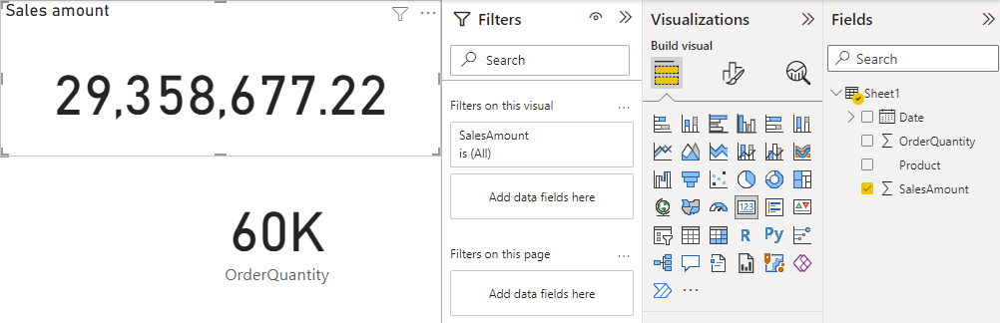 Sales amount
29,358,677.22
60K
OrderQuantity
Filters
Search
Filters on this visual
SalesAmount
is (All)
Add data fields here
Filters on this page
Add data fields here
Visualizations
Build visual
123
R
Py
Fields
Search
Sheet1
Date
OrderQuantity
Product
SalesAmount